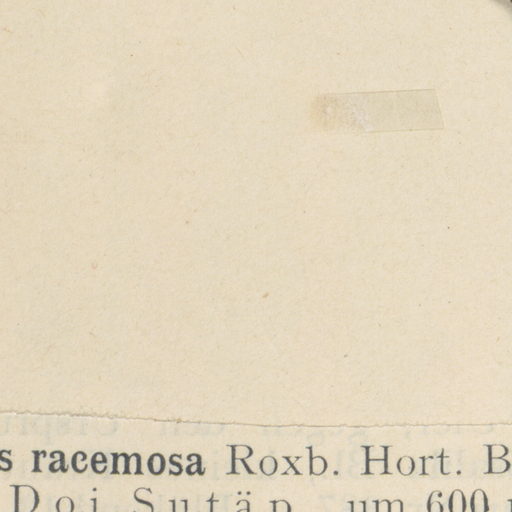 s racemosa Roxb. Hort. B
Doi Sutäp, um 600